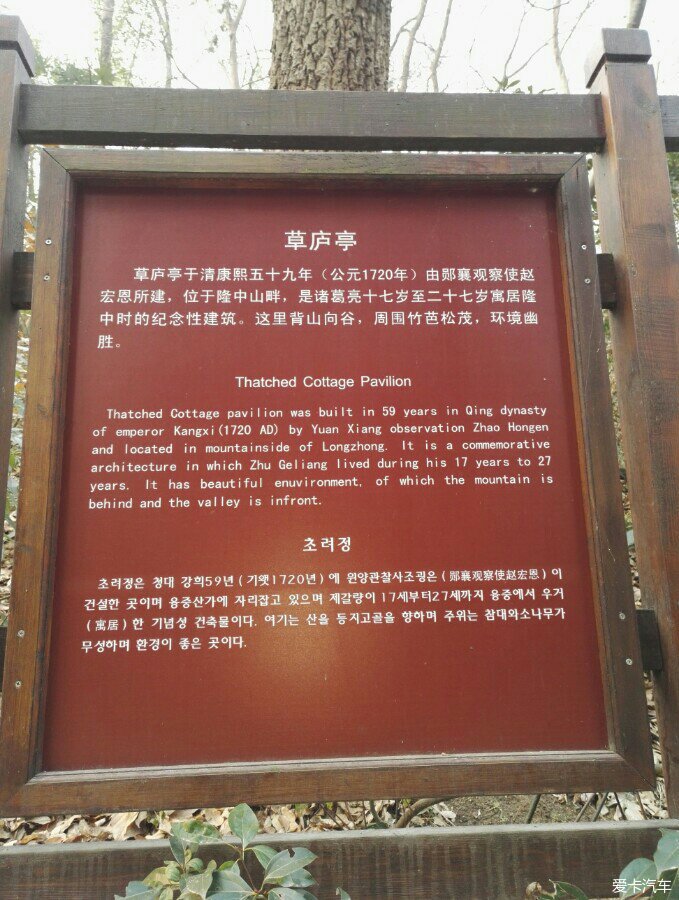 草庐亭
草庐亭于清康熙五十九年（公元1720年）由郧襄观察使赵
宏恩所建，位于隆中山畔，是诸葛亮十七岁至二十七岁寓居隆
中时的纪念性建筑。这里背山向谷，周围竹芭松茂，环境幽
胜。
Thatched Cottage Pavilion
Thatched Cottage pavilion was built in 59 years in Qing dynasty
of emperor Kangxi(1720 AD) by Yuan Xiang observation Zhao Hongen
and located in mountainside of Longzhong. It is a commemorative
architecture in which Zhu Geliang lived during his 17 years to 27
years. It has beautiful enuvironment, of which the mountain is
behind and the valley is infront.
초려정
초려정은 청대 강희59년(기앳1720년)에 원양관찰사조굉은(郧襄观察使赵宏恩)이
건설한 곳이며 융중산가에 자리잡고 있으며 제갈량이 17세부터27세까지 융중에서 우거
(寓居)한 기념성 건축물이다. 여기는 산을 등지고골을 향하며 주위는 참대와소나무가
무성하며 환경이 좋은 곳이다.
爱卡汽车